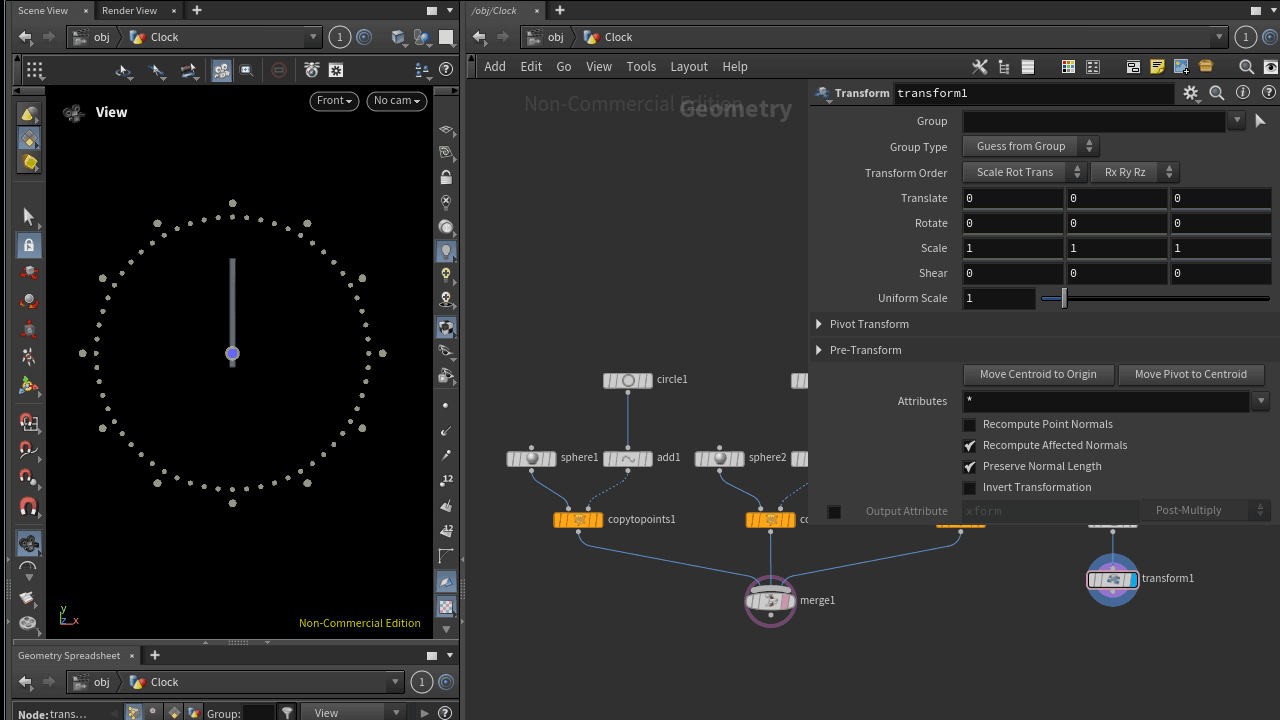 Scene View
Render View
/obj/Clock
obj
Clock
1
obj
Clock
1
Add
Edit
Go
View
Tools
Layout
Help
View
Front
No cam
Non-Commercial Edition
Geometry
Transform
transform1
Group
Group Type
Guess from Group
Transform Order
Scale Rot Trans
Rx Ry Rz
Translate
0
0
0
Rotate
0
0
0
Scale
1
1
1
Shear
0
0
0
Uniform Scale
1
Pivot Transform
Pre-Transform
Move Centroid to Origin
Move Pivot to Centroid
Attributes
*
Recompute Point Normals
Recompute Affected Normals
Preserve Normal Length
Invert Transformation
Output Attribute
xform
Post-Multiply
circle1
sphere1
add1
sphere2
copytopoints1
co
merge1
transform1
12
12
y
z
x
Non-Commercial Edition
Geometry Spreadsheet
obj
Clock
1
Node: trans...
Group:
View